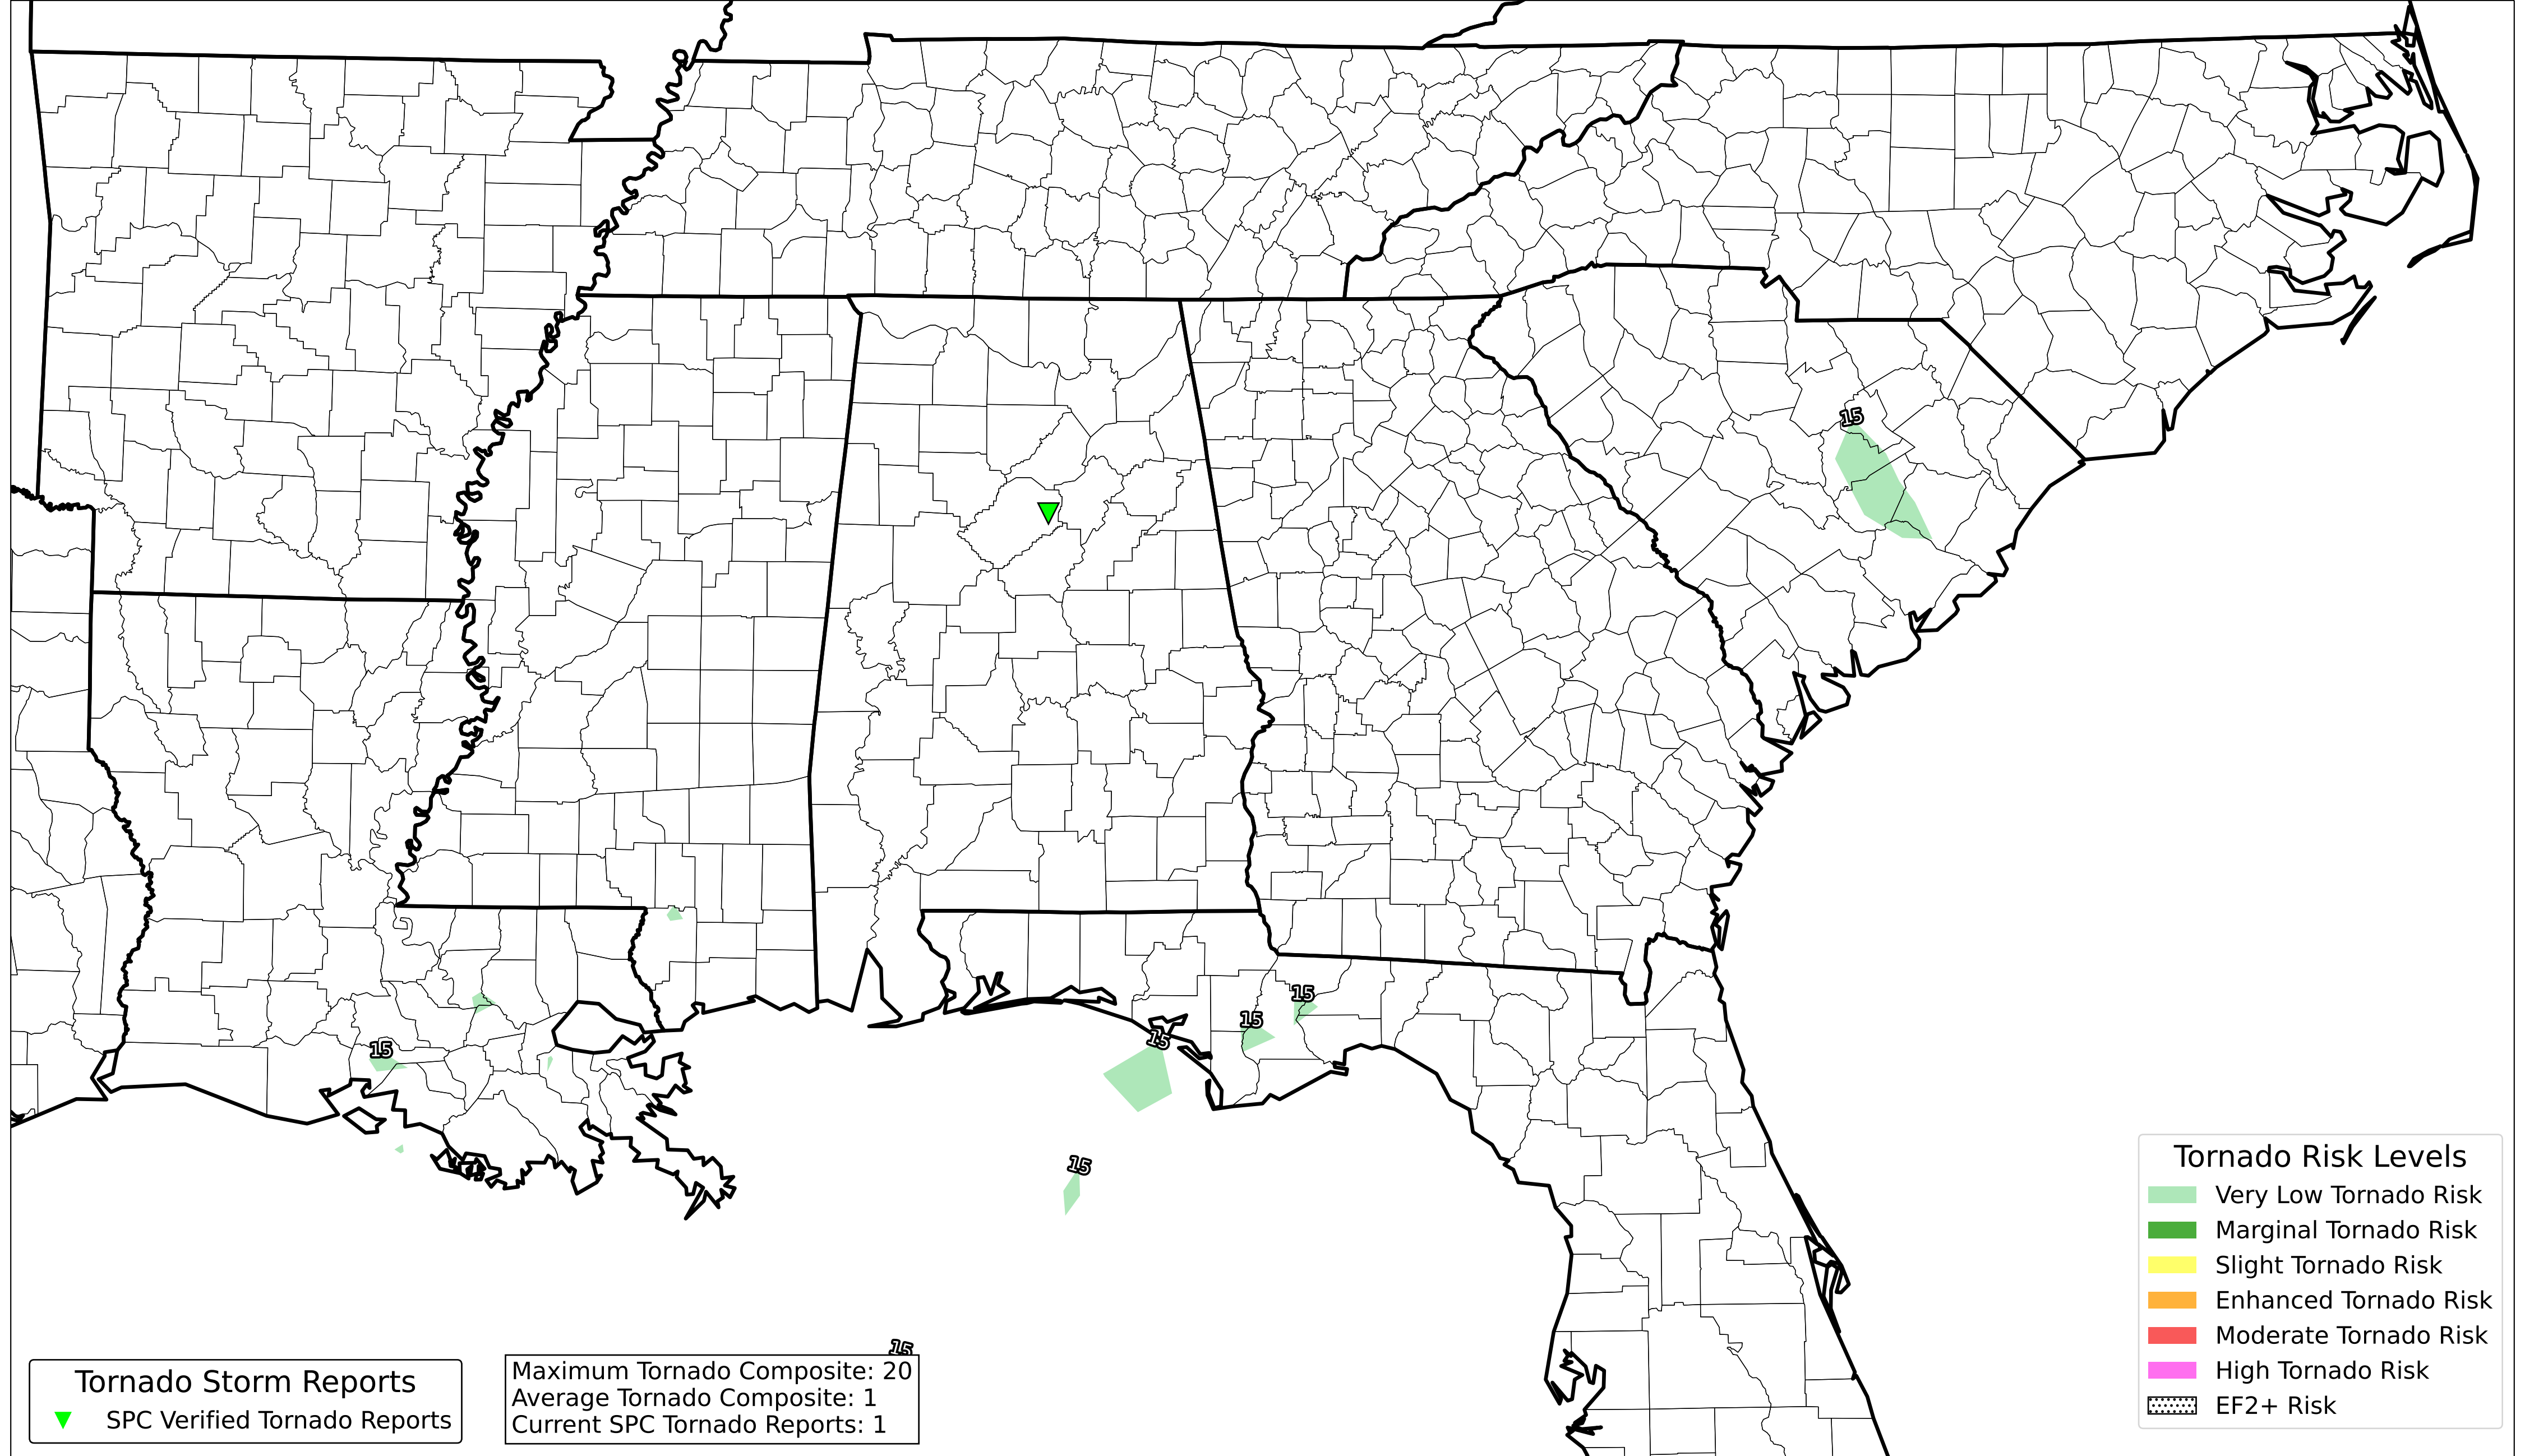 15
15
15
15
15
15
15
Tornado Risk Levels
Very Low Tornado Risk
Marginal Tornado Risk
Slight Tornado Risk
Enhanced Tornado Risk
Moderate Tornado Risk
High Tornado Risk
EF2+ Risk
Tornado Storm Reports
SPC Verified Tornado Reports
Maximum Tornado Composite: 20
Average Tornado Composite: 1
Current SPC Tornado Reports: 1